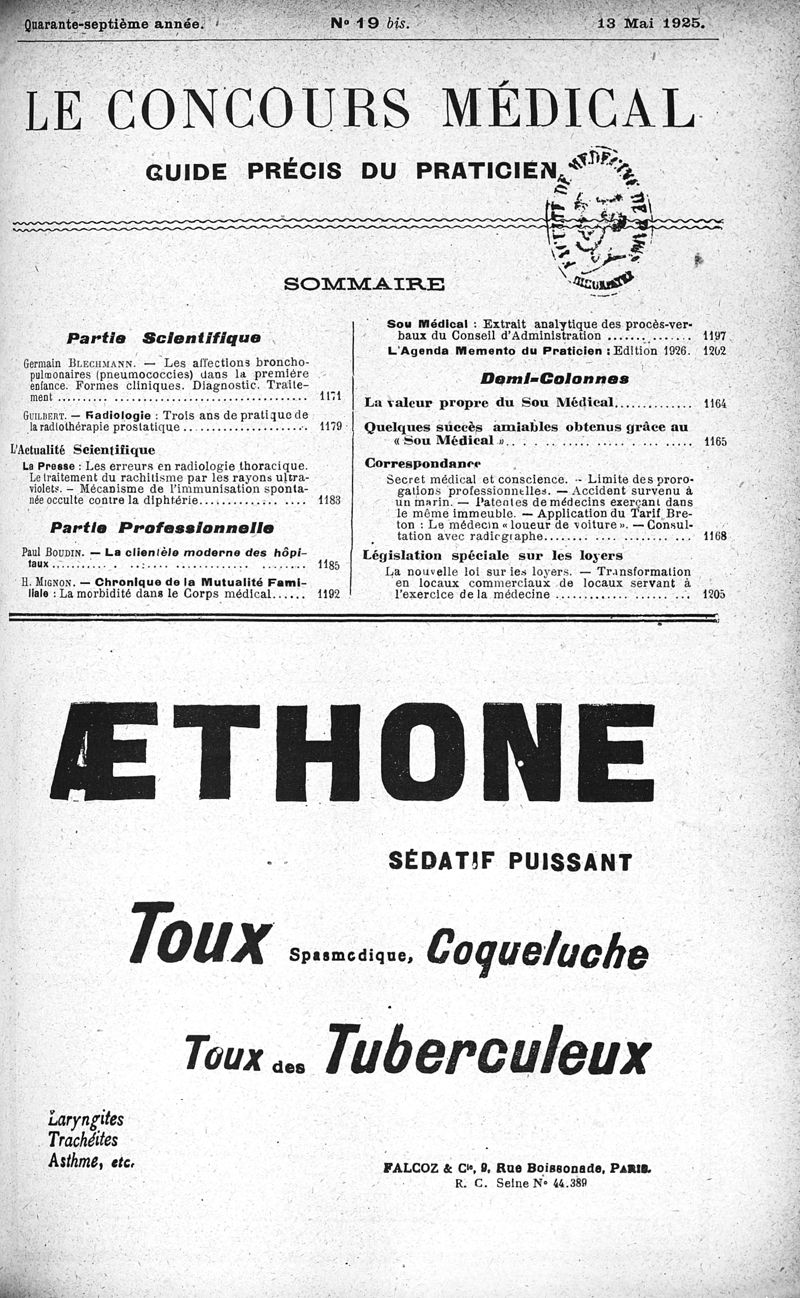 Quarante-septième année.
No 19 bis.
13 Mai 1925.
LE CONCOURS MÉDICAL
GUIDE PRÉCIS DU PRATICIEN
FACULTÉ DE MEDECINE DE PARIS
SOMMAIRE
Partie Scientifique
Germain BLECHMANN. — Les affections broncho-
pulmonaires (pneumococcies) dans la première
enfance. Formes cliniques. Diagnostic. Traite-
ment .......... 1171
GUILBERT. — Radiologie : Trois ans de pratique de
la radiothérapie prostatique .......... 1179
L'Actualité Scientifique
La Presse : Les erreurs en radiologie thoracique.
Le traitement du rachitisme par les rayons ultra-
violets. — Mécanisme de l'immunisation sponta-
née occulte contre la diphtérie .......... 1183
Partie Professionnelle
Paul BOUDIN. — La clientèle moderne des hôpi-
taux .......... 1185
H. MIGNON. — Chronique de la Mutualité Fami-
liale : La morbidité dans le Corps médical ...... 1192
Sou Médical : Extrait analytique des procès-ver-
baux du Conseil d'Administration .......... 1197
L'Agenda Memento du Praticien : Edition 1926. 1202
Demi-Colonnes
La valeur propre du Sou Médical .......... 1164
Quelques succès amiables obtenus grâce au
« Sou Médical » .......... 1165
Correspondance
Secret médical et conscience. - Limite des proro-
gations professionnelles. — Accident survenu à
un marin. — Patentes de médecins exerçant dans
le même immeuble. — Application du Tarif Bre-
ton : Le médecin « loueur de voiture ». — Consul-
tation avec radiographe .......... 1168
Législation spéciale sur les loyers
La nouvelle loi sur les loyers. — Transformation
en locaux commerciaux de locaux servant à
l'exercice de la médecine .......... 1205
ÆTHONE
SÉDATIF PUISSANT
Toux Spasmodique, Coqueluche
Toux des Tuberculeux
Laryngites
Trachéites
Asthme, etc.
FALCOZ & Cie, 9, Rue Boissonade, PARIS.
R. C. Seine No 44.389